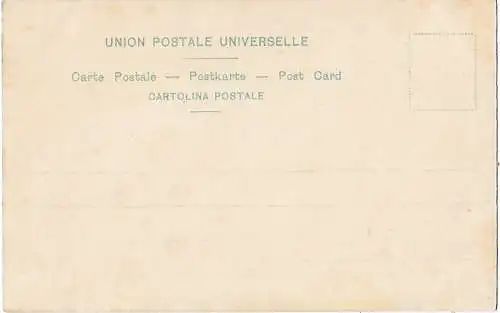 UNION POSTALE UNIVERSELLE
Carte Postale — Postkarte — Post Card
CARTOLINA POSTALE